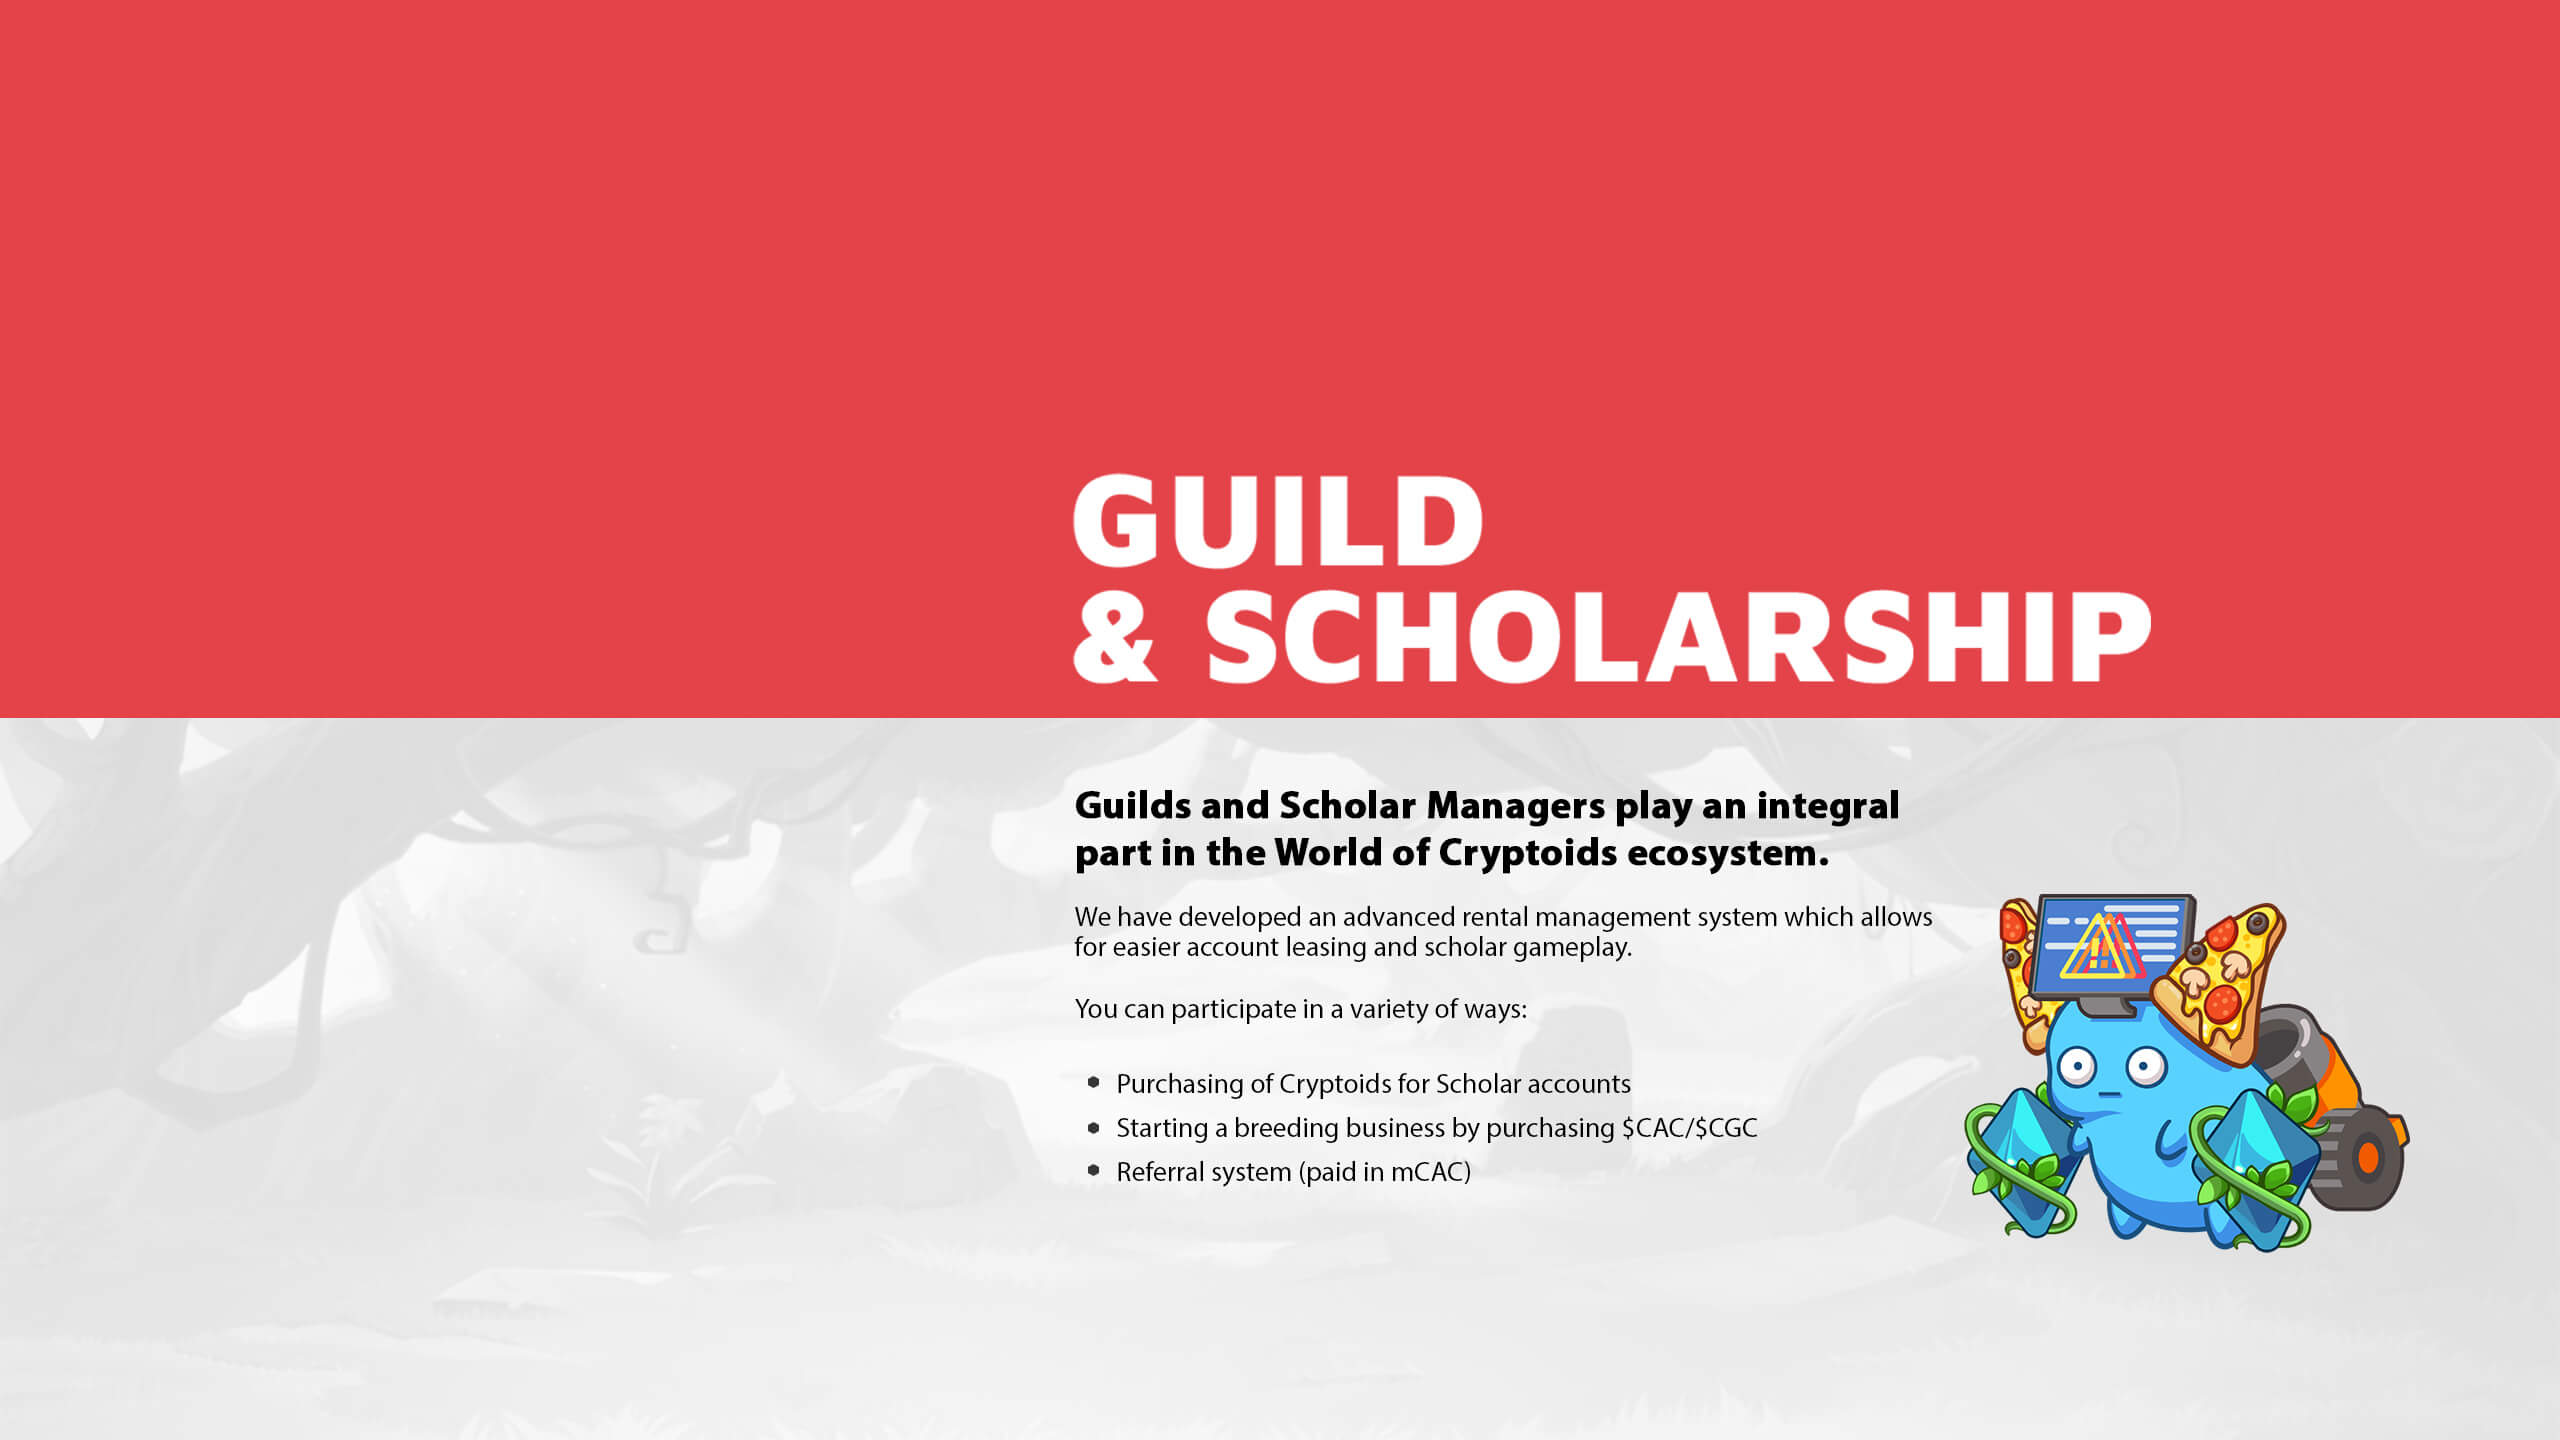 GUILD
& SCHOLARSHIP
Guilds and Scholar Managers play an integral
part in the World of Cryptoids ecosystem.
We have developed an advanced rental management system which allows
for easier account leasing and scholar gameplay.
You can participate in a variety of ways:
Purchasing of Cryptoids for Scholar accounts
Starting a breeding business by purchasing $CAC/$CGC
Referral system (paid in mCAC)